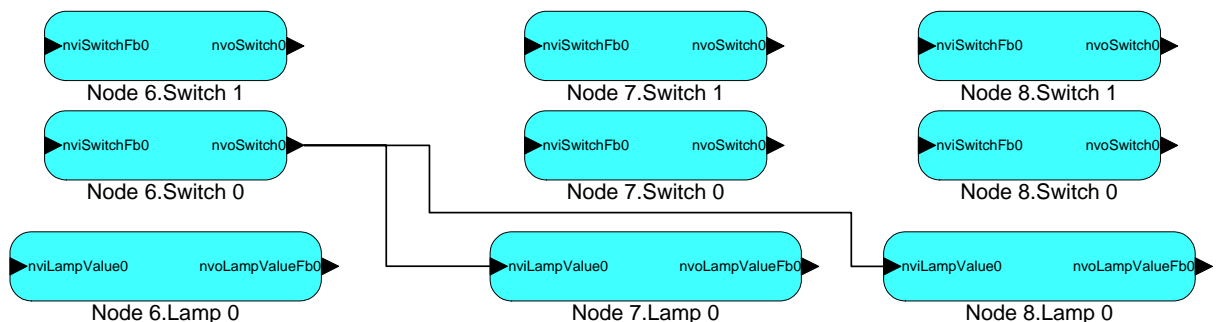 nviSwitchFb0 nvoSwitch0 nviSwitchFb0 nvoSwitch0 nviSwitchFb0 nvoSwitch0
Node 6.Switch 1 Node 7.Switch 1 Node 8.Switch 1
nviSwitchFb0 nvoSwitch0 nviSwitchFb0 nvoSwitch0 nviSwitchFb0 nvoSwitch0
Node 6.Switch 0 Node 7.Switch 0 Node 8.Switch 0
nviLampValue0 nvoLampValueFb0 nviLampValue0 nvoLampValueFb0 nviLampValue0 nvoLampValueFb0
Node 6.Lamp 0 Node 7.Lamp 0 Node 8.Lamp 0